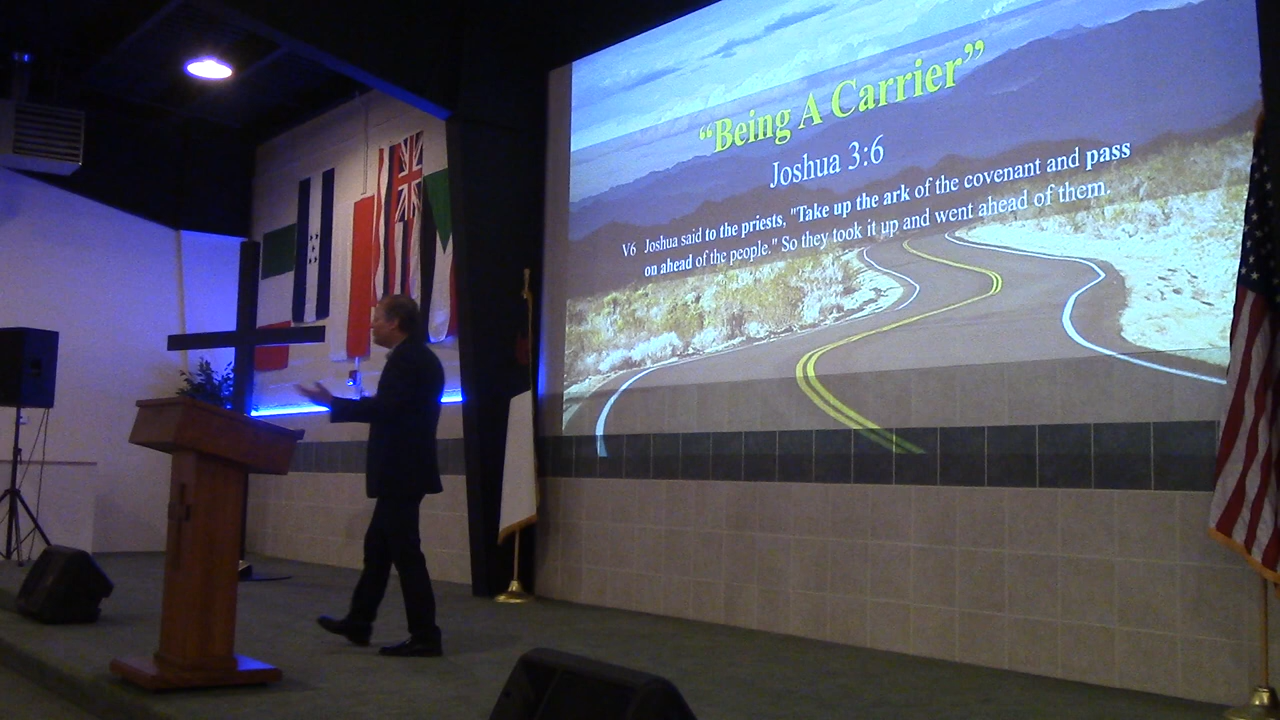 “Being A Carrier”
Joshua 3:6
V6 Joshua said to the priests, "Take up the ark of the covenant and pass
on ahead of the people." So they took it up and went ahead of them.